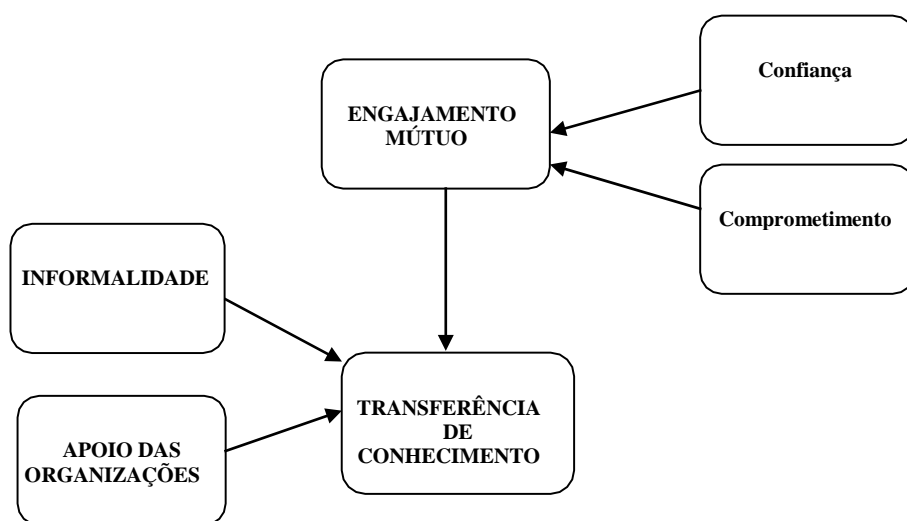 Confiança
ENGAJAMENTO
MÚTUO
Comprometimento
INFORMALIDADE
TRANSFERÊNCIA
DE
CONHECIMENTO
APOIO DAS
ORGANIZAÇÕES